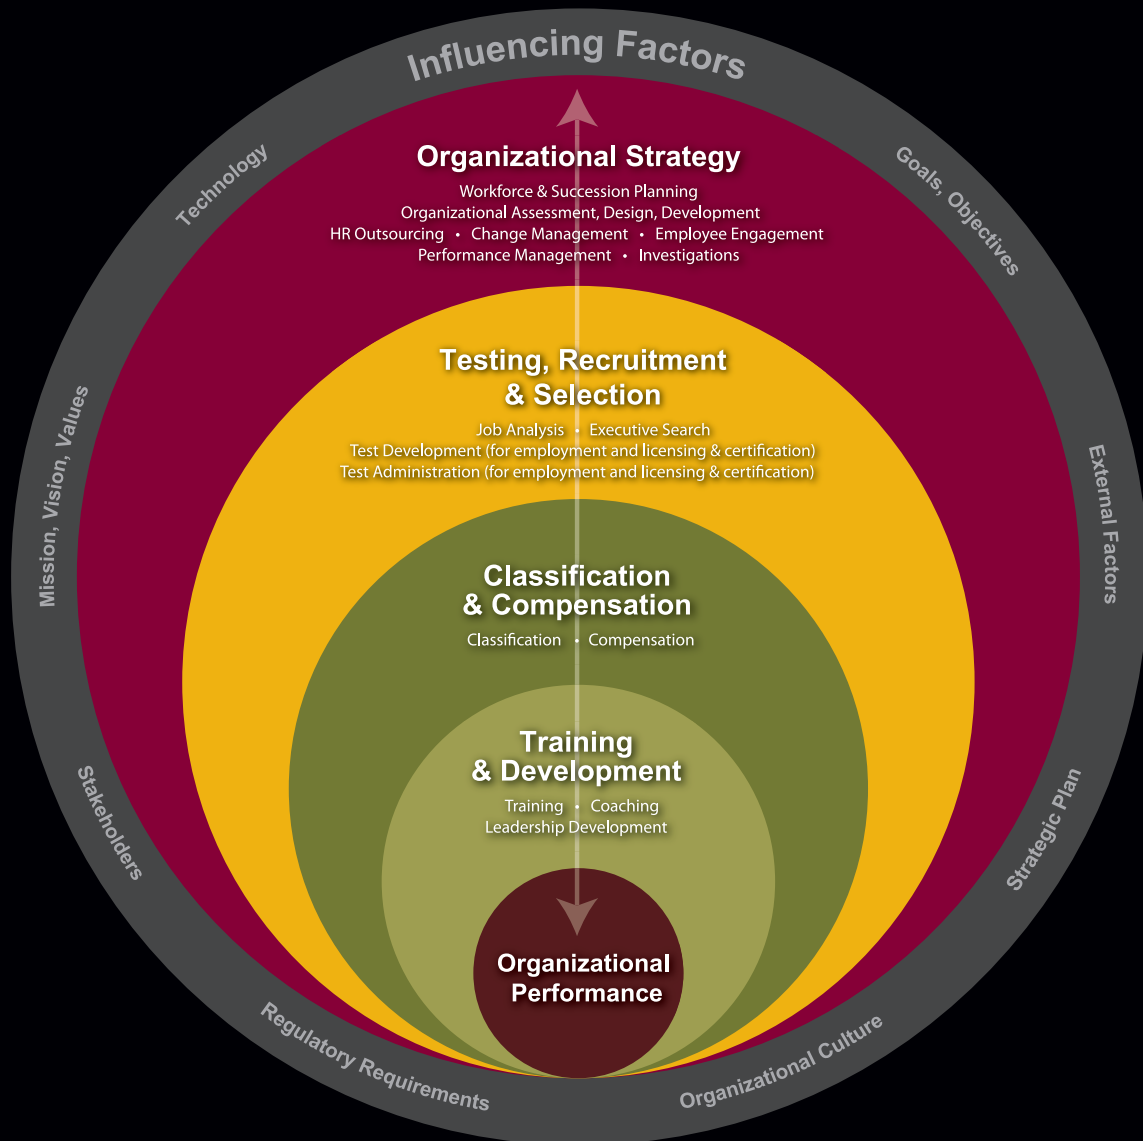 Influencing Factors
Technology
Goals, Objectives
Mission, Vision, Values
External Factors
Stakeholders
Strategic Plan
Regulatory Requirements
Organizational Culture
Organizational Strategy
Workforce & Succession Planning
Organizational Assessment, Design, Development
HR Outsourcing • Change Management • Employee Engagement
Performance Management • Investigations
Testing, Recruitment
& Selection
Job Analysis • Executive Search
Test Development (for employment and licensing & certification)
Test Administration (for employment and licensing & certification)
Classification
& Compensation
Classification • Compensation
Training
& Development
Training • Coaching
Leadership Development
Organizational
Performance